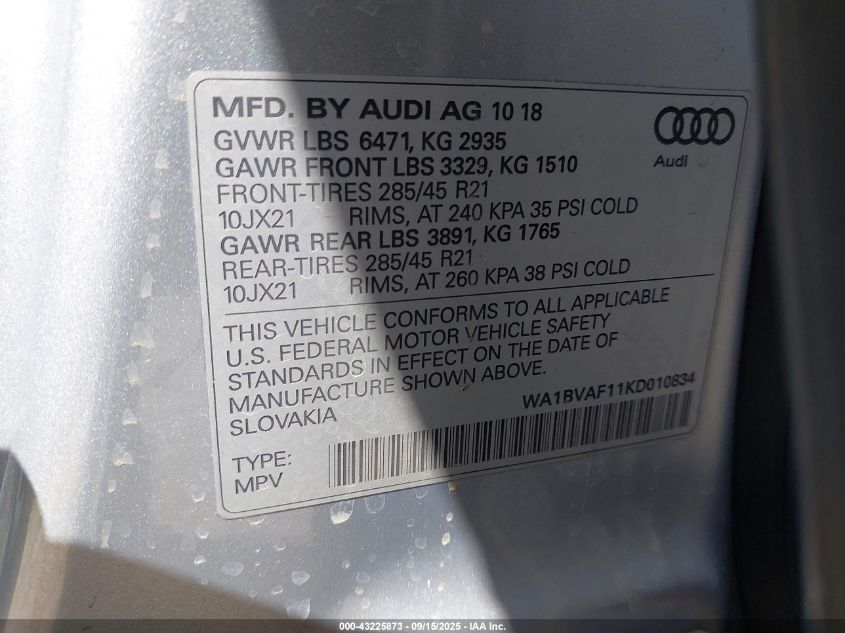 MFD. BY AUDI AG 10 18
GVWR LBS 6471, KG 2935
GAWR FRONT LBS 3329, KG 1510
FRONT-TIRES 285/45 R21
10JX21 RIMS, AT 240 KPA 35 PSI COLD
GAWR REAR LBS 3891, KG 1765
REAR-TIRES 285/45 R21
10JX21 RIMS, AT 260 KPA 38 PSI COLD
Audi
THIS VEHICLE CONFORMS TO ALL APPLICABLE
U.S. FEDERAL MOTOR VEHICLE SAFETY
STANDARDS IN EFFECT ON THE DATE OF
MANUFACTURE SHOWN ABOVE.
SLOVAKIA
WA1BVAF11KD010834
TYPE:
MPV
000-43225873 - 09/15/2025 - IAA Inc.